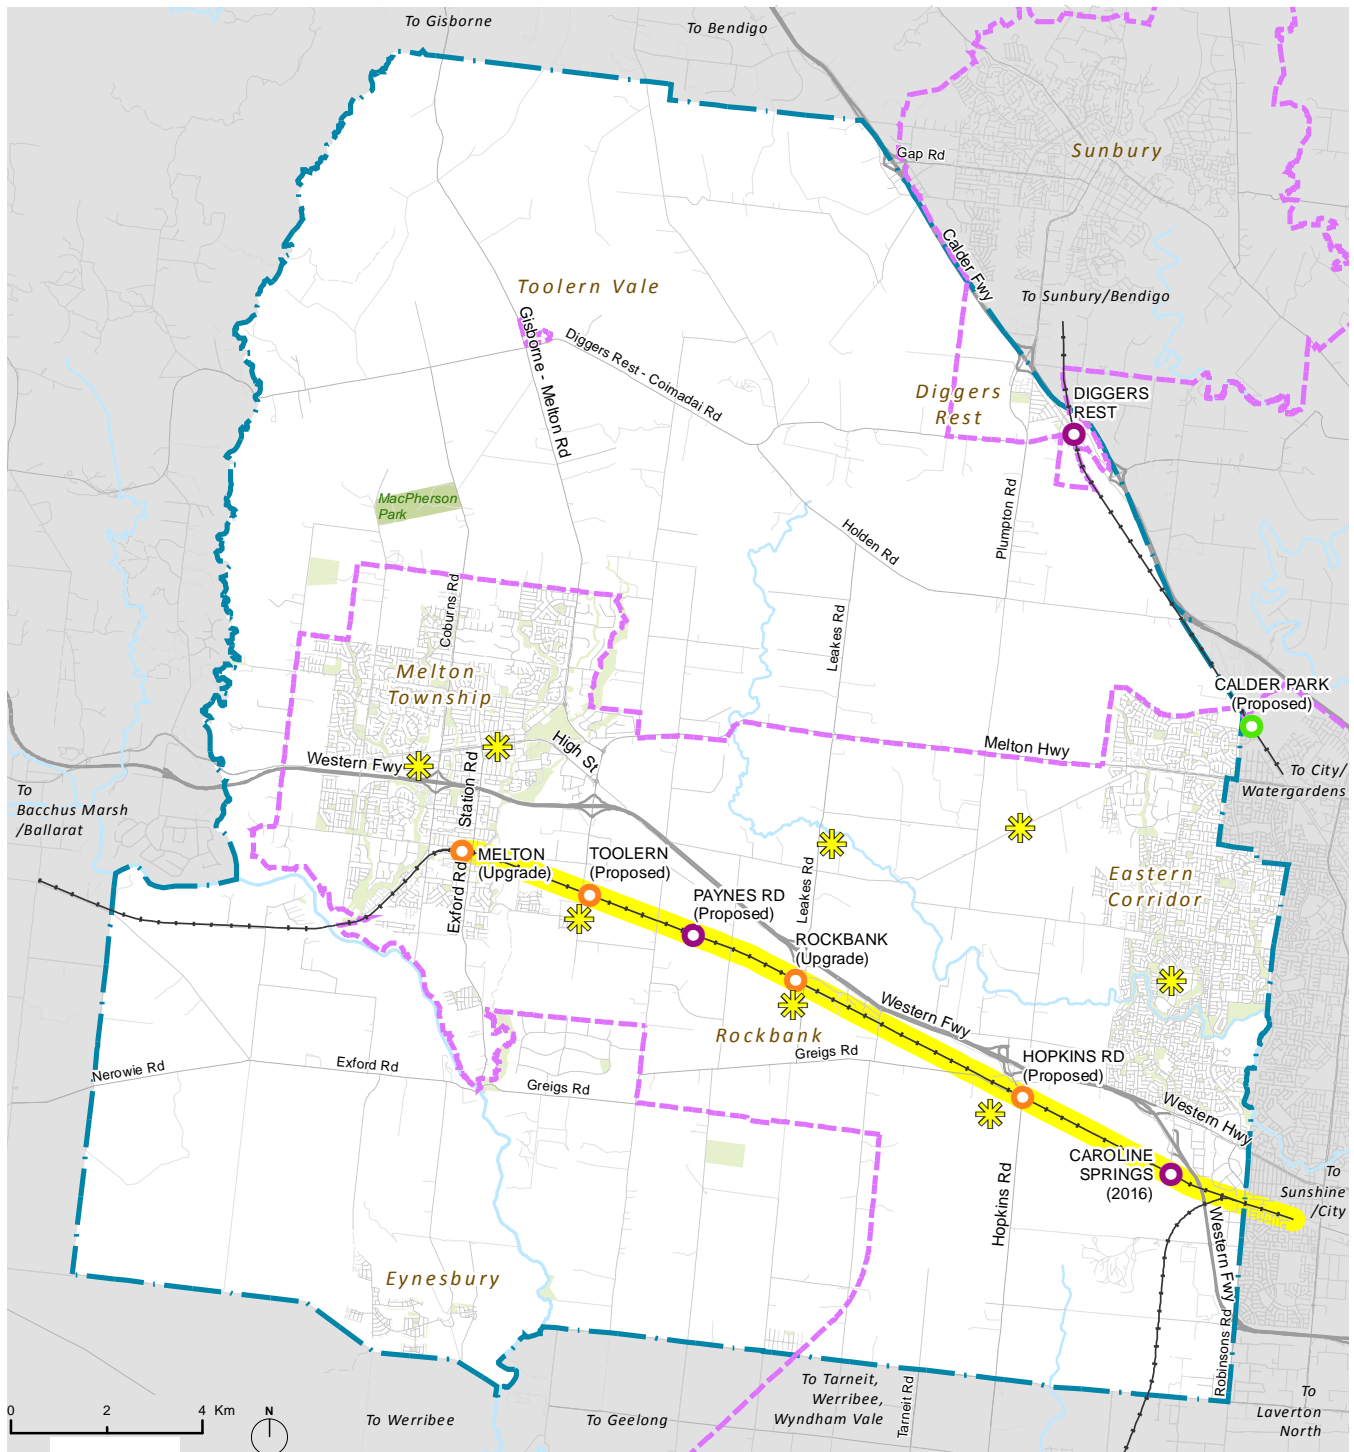 To Gisborne
To Bendigo
Gap Rd
Sunbury
Calder Fwy
Toolern Vale
To Sunbury/Bendigo
Gisborne - Melton Rd
Diggers Rest - Coimadai Rd
Diggers
Rest
DIGGERS
REST
MacPherson
Park
Plumpton Rd
Holden Rd
Coburns Rd
Leakes Rd
Melton
Township
CALDER PARK
(Proposed)
High St
Melton Hwy
Western Fwy
Station Rd
To City/
Watergardens
To
Bacchus Marsh
/Ballarat
MELTON
(Upgrade)
TOOLERN
(Proposed)
Exford Rd
PAYNES RD
(Proposed)
Leakes Rd
Eastern
Corridor
ROCKBANK
(Upgrade)
Western Fwy
Rockbank
Greigs Rd
HOPKINS RD
(Proposed)
Nerowie Rd
Exford Rd
Greigs Rd
Western Hwy
CAROLINE
SPRINGS
(2016)
Hopkins Rd
To
Sunshine
/City
Western Fwy
Eynesbury
Robinsons Rd
To Tarneit,
Werribee,
Wyndham Vale
Tarneit Rd
To
Laverton
North
0 2 4 Km
N
To Werribee
To Geelong